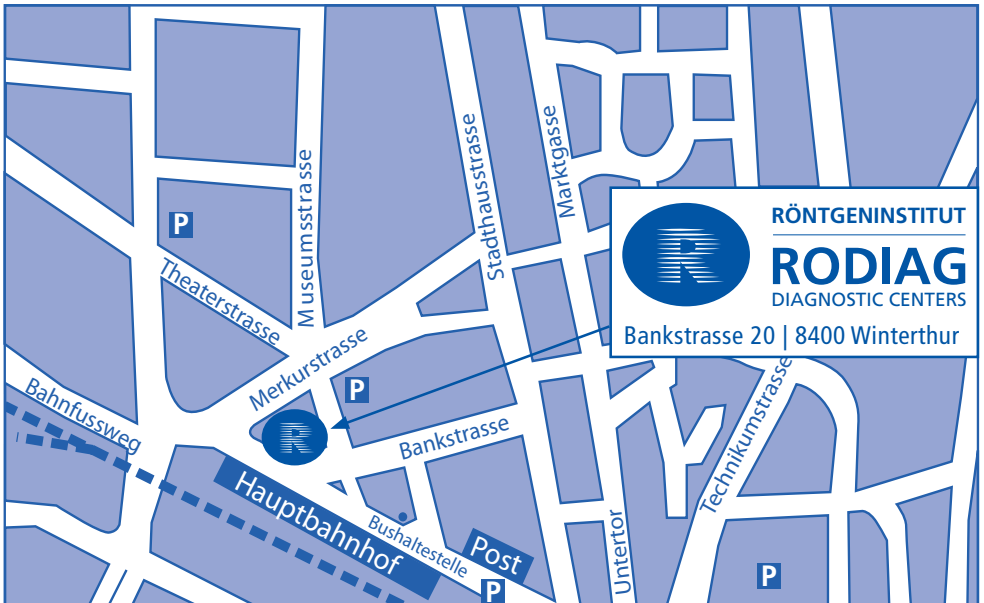 Museumsstrasse
Stadthausstrasse
Marktgasse
P
Theaterstrasse
RÖNTGENINSTITUT
R
RODIAG
DIAGNOSTIC CENTERS
Bankstrasse 20 | 8400 Winterthur
Merkurstrasse
P
Bahnfussweg
R
Bankstrasse
Technikumstrasse
Hauptbahnhof
Bushaltestelle
Post
Untertor
P
P